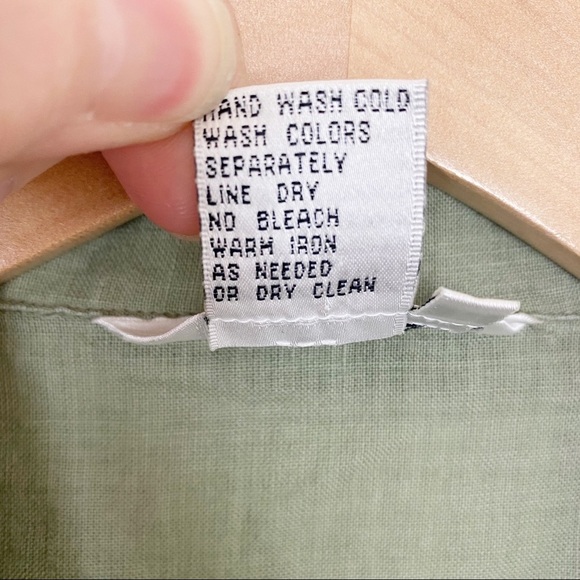 HAND WASH COLD
WASH COLORS
SEPARATELY
LINE DRY
NO BLEACH
WARM IRON
AS NEEDED
OR DRY CLEAN